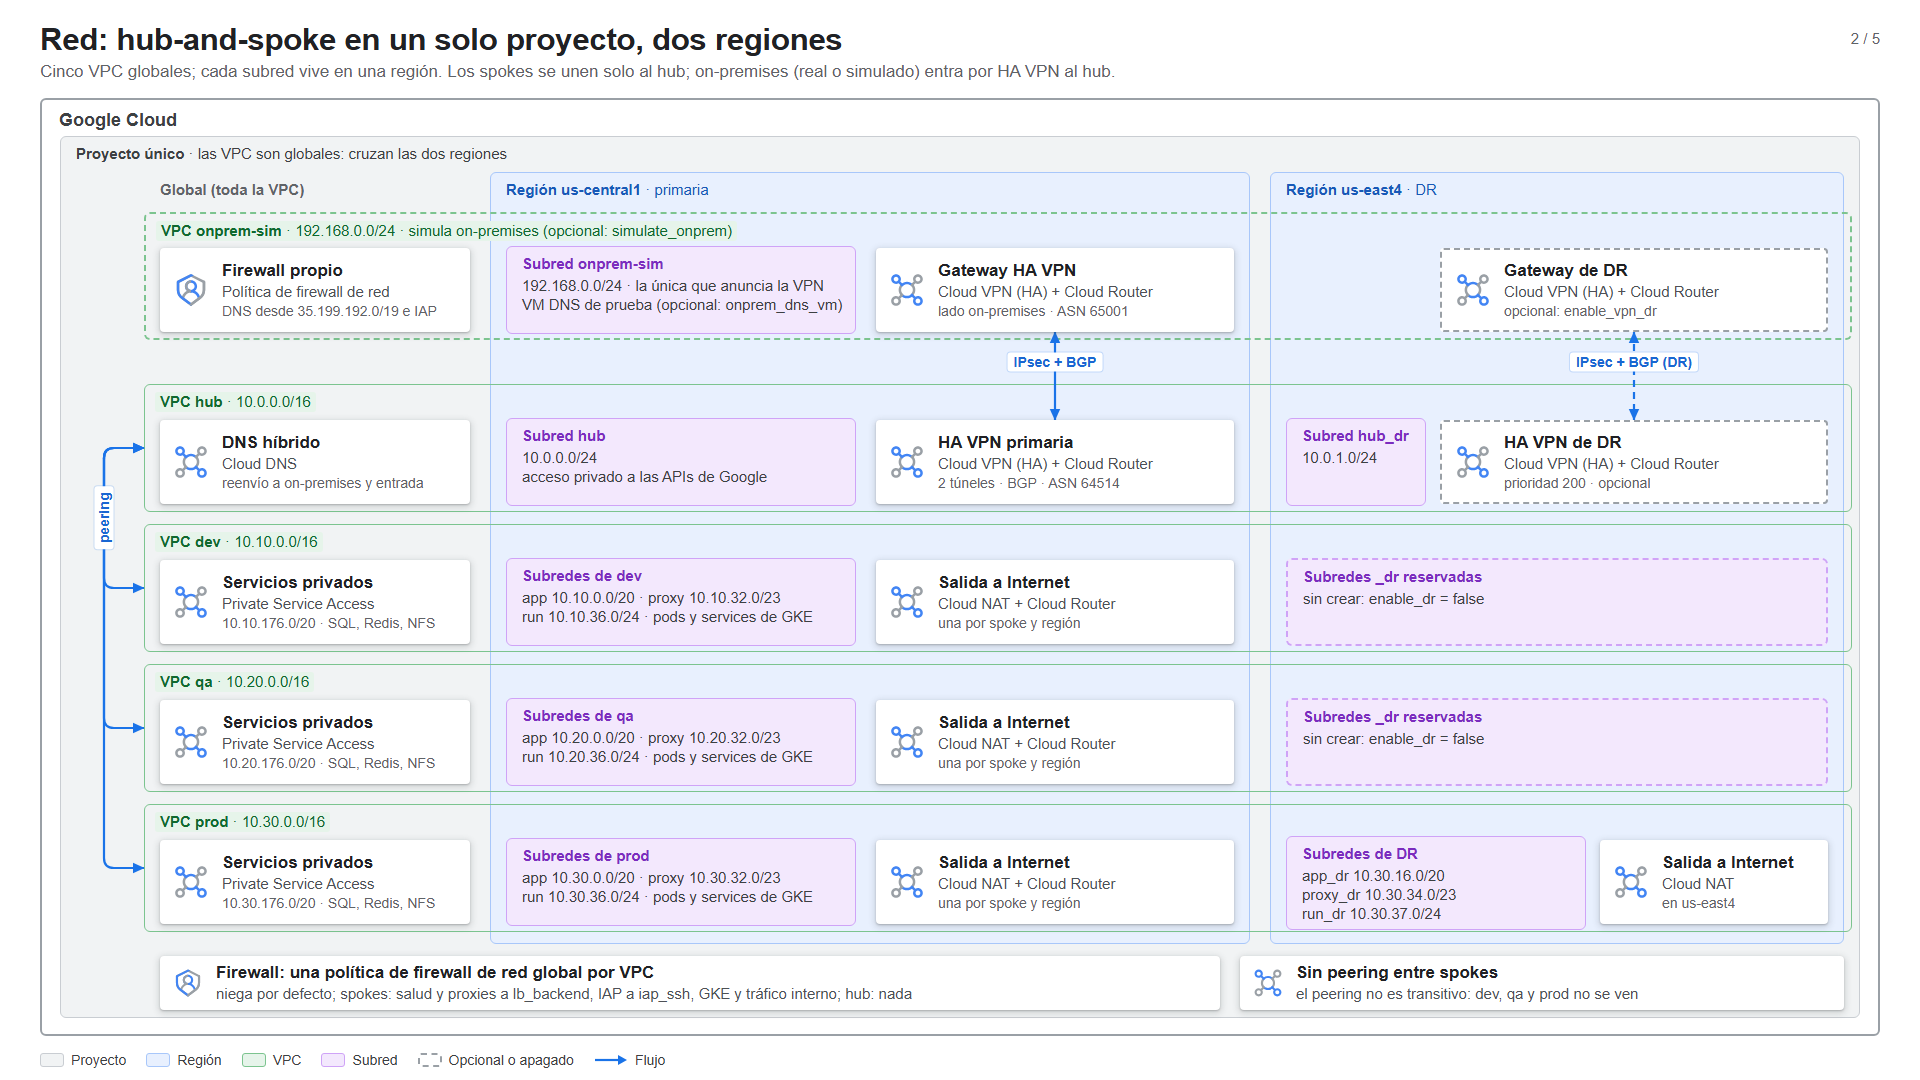 Red: hub-and-spoke en un solo proyecto, dos regiones
2 / 5
Cinco VPC globales; cada subred vive en una región. Los spokes se unen solo al hub; on-premises (real o simulado) entra por HA VPN al hub.
Google Cloud
Proyecto único · las VPC son globales: cruzan las dos regiones
Global (toda la VPC)
Región us-central1 · primaria
Región us-east4 · DR
VPC onprem-sim · 192.168.0.0/24 · simula on-premises (opcional: simulate_onprem)
Firewall propio
Política de firewall de red
DNS desde 35.199.192.0/19 e IAP
Subred onprem-sim
192.168.0.0/24 · la única que anuncia la VPN
VM DNS de prueba (opcional: onprem_dns_vm)
Gateway HA VPN
Cloud VPN (HA) + Cloud Router
lado on-premises · ASN 65001
Gateway de DR
Cloud VPN (HA) + Cloud Router
opcional: enable_vpn_dr
IPsec + BGP
IPsec + BGP (DR)
peering
VPC hub · 10.0.0.0/16
DNS híbrido
Cloud DNS
reenvío a on-premises y entrada
Subred hub
10.0.0.0/24
acceso privado a las APIs de Google
HA VPN primaria
Cloud VPN (HA) + Cloud Router
2 túneles · BGP · ASN 64514
Subred hub_dr
10.0.1.0/24
HA VPN de DR
Cloud VPN (HA) + Cloud Router
prioridad 200 · opcional
VPC dev · 10.10.0.0/16
Servicios privados
Private Service Access
10.10.176.0/20 · SQL, Redis, NFS
Subredes de dev
app 10.10.0.0/20 · proxy 10.10.32.0/23
run 10.10.36.0/24 · pods y services de GKE
Salida a Internet
Cloud NAT + Cloud Router
una por spoke y región
Subredes _dr reservadas
sin crear: enable_dr = false
VPC qa · 10.20.0.0/16
Servicios privados
Private Service Access
10.20.176.0/20 · SQL, Redis, NFS
Subredes de qa
app 10.20.0.0/20 · proxy 10.20.32.0/23
run 10.20.36.0/24 · pods y services de GKE
Salida a Internet
Cloud NAT + Cloud Router
una por spoke y región
Subredes _dr reservadas
sin crear: enable_dr = false
VPC prod · 10.30.0.0/16
Servicios privados
Private Service Access
10.30.176.0/20 · SQL, Redis, NFS
Subredes de prod
app 10.30.0.0/20 · proxy 10.30.32.0/23
run 10.30.36.0/24 · pods y services de GKE
Salida a Internet
Cloud NAT + Cloud Router
una por spoke y región
Subredes de DR
app_dr 10.30.16.0/20
proxy_dr 10.30.34.0/23
run_dr 10.30.37.0/24
Salida a Internet
Cloud NAT
en us-east4
Firewall: una política de firewall de red global por VPC
niega por defecto; spokes: salud y proxies a lb_backend, IAP a iap_ssh, GKE y tráfico interno; hub: nada
Sin peering entre spokes
el peering no es transitivo: dev, qa y prod no se ven
Proyecto
Región
VPC
Subred
Opcional o apagado
Flujo